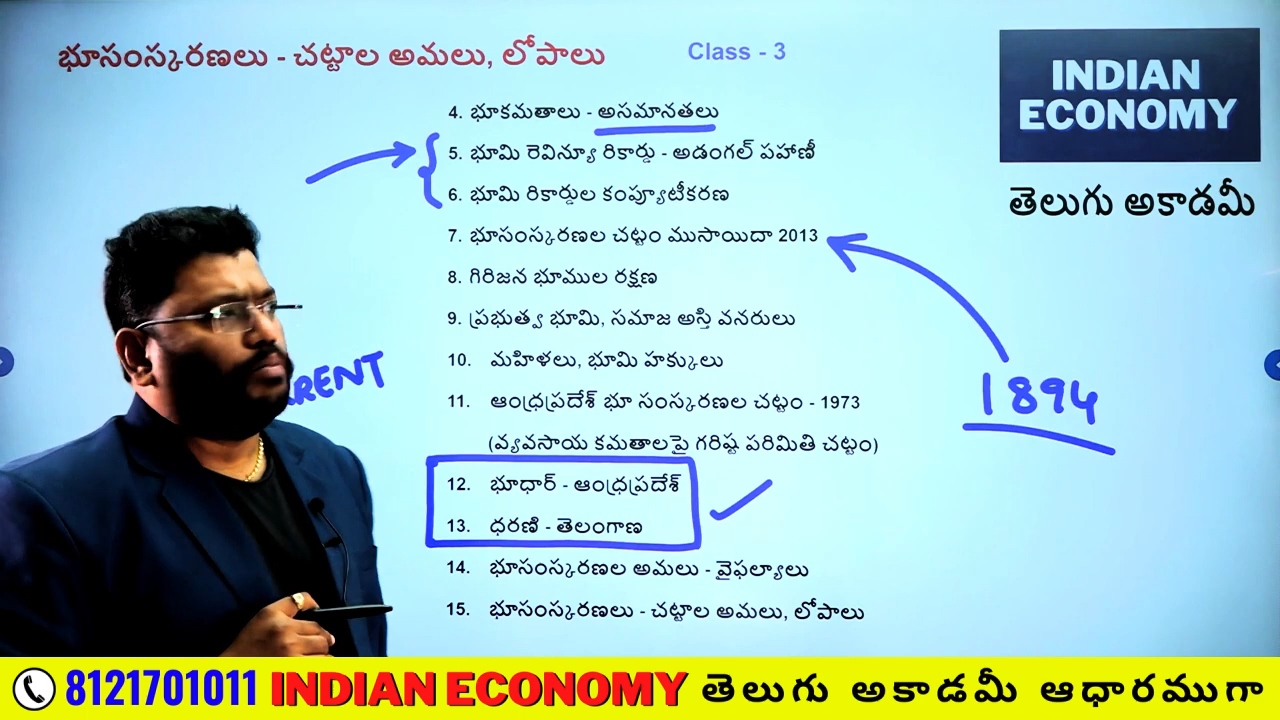 భూసంస్కరణలు - చట్టాల అమలు, లోపాలు
Class - 3
INDIAN
ECONOMY
తెలుగు అకాడమీ
4. భూకమతాలు - అసమానతలు
5. భూమి రెవిన్యూ రికార్డు - అడంగల్ పహాణీ
6. భూమి రికార్డుల కంప్యూటీకరణ
7. భూసంస్కరణల చట్టం ముసాయిదా 2013
8. గిరిజన భూముల రక్షణ
9. ప్రభుత్వ భూమి, సమాజ అస్తి వనరులు
10. మహిళలు, భూమి హక్కులు
11. ఆంధ్రప్రదేశ్ భూ సంస్కరణల చట్టం - 1973
(వ్యవసాయ కమతాలపై గరిష్ట పరిమితి చట్టం)
12. భూధార్ - ఆంధ్రప్రదేశ్
13. ధరణి - తెలంగాణ
14. భూసంస్కరణల అమలు - వైఫల్యాలు
15. భూసంస్కరణలు - చట్టాల అమలు, లోపాలు
1894
8121701011 INDIAN ECONOMY తెలుగు అకాడమీ ఆధారముగా